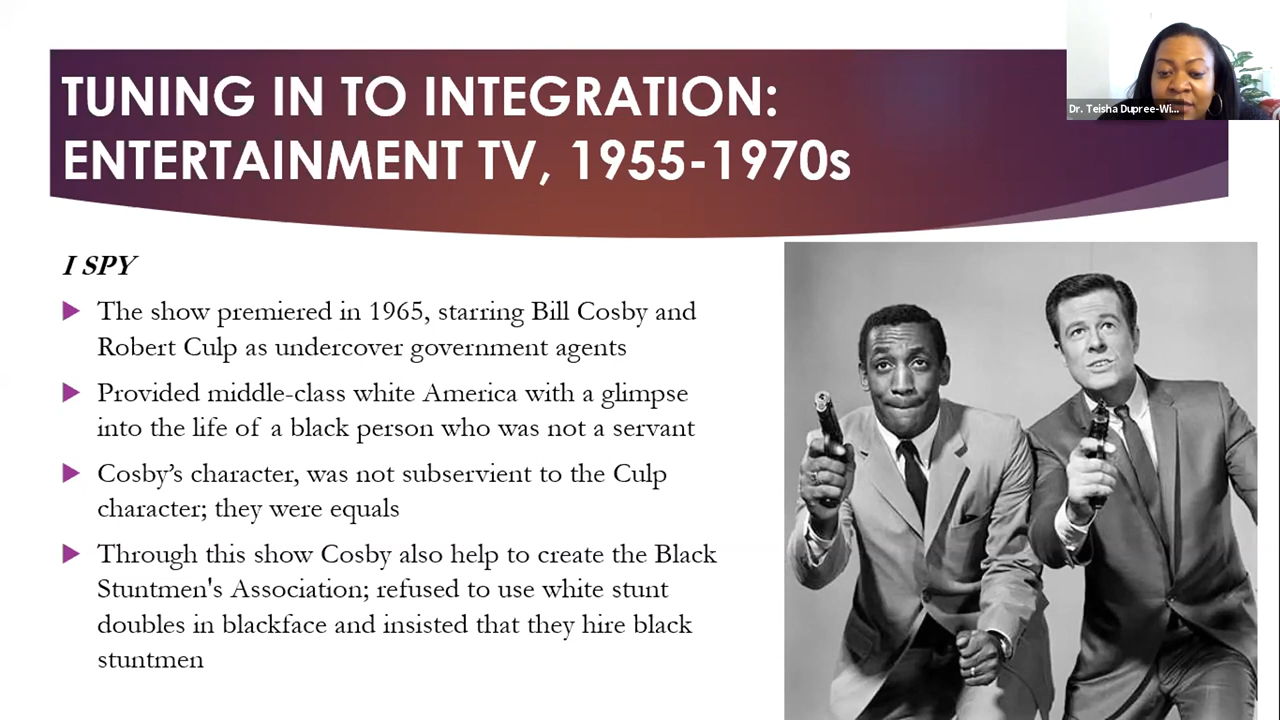 TUNING IN TO INTEGRATION:
ENTERTAINMENT TV, 1955-1970s
Dr. Teisha Dupree-Wi...
I SPY
The show premiered in 1965, starring Bill Cosby and
Robert Culp as undercover government agents
Provided middle-class white America with a glimpse
into the life of a black person who was not a servant
Cosby’s character, was not subservient to the Culp
character; they were equals
Through this show Cosby also help to create the Black
Stuntmen's Association; refused to use white stunt
doubles in blackface and insisted that they hire black
stuntmen